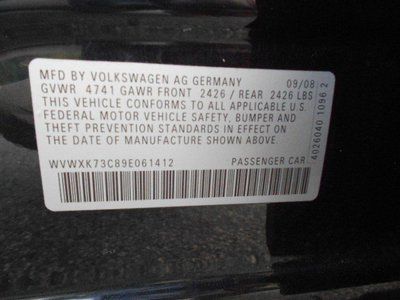 MFD BY VOLKSWAGEN AG GERMANY 09/08
GVWR 4741 GAWR FRONT 2426 / REAR 2426 LBS
THIS VEHICLE CONFORMS TO ALL APPLICABLE U.S.
FEDERAL MOTOR VEHICLE SAFETY, BUMPER AND
THEFT PREVENTION STANDARDS IN EFFECT ON
THE DATE OF MANUFACTURE SHOWN ABOVE.
WVWXK73C89E061412 PASSENGER CAR
4026040 1096 2